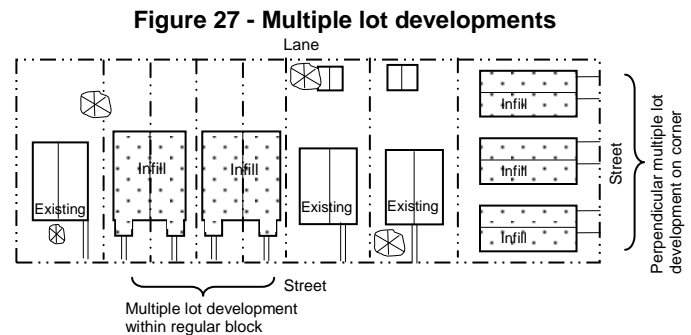 Figure 27 - Multiple lot developments
Lane
Infill
Infill
Infill
Infill
Infill
Existing
Existing
Existing
Street
Perpendicular multiple lot
development on corner
Street
Multiple lot development
within regular block